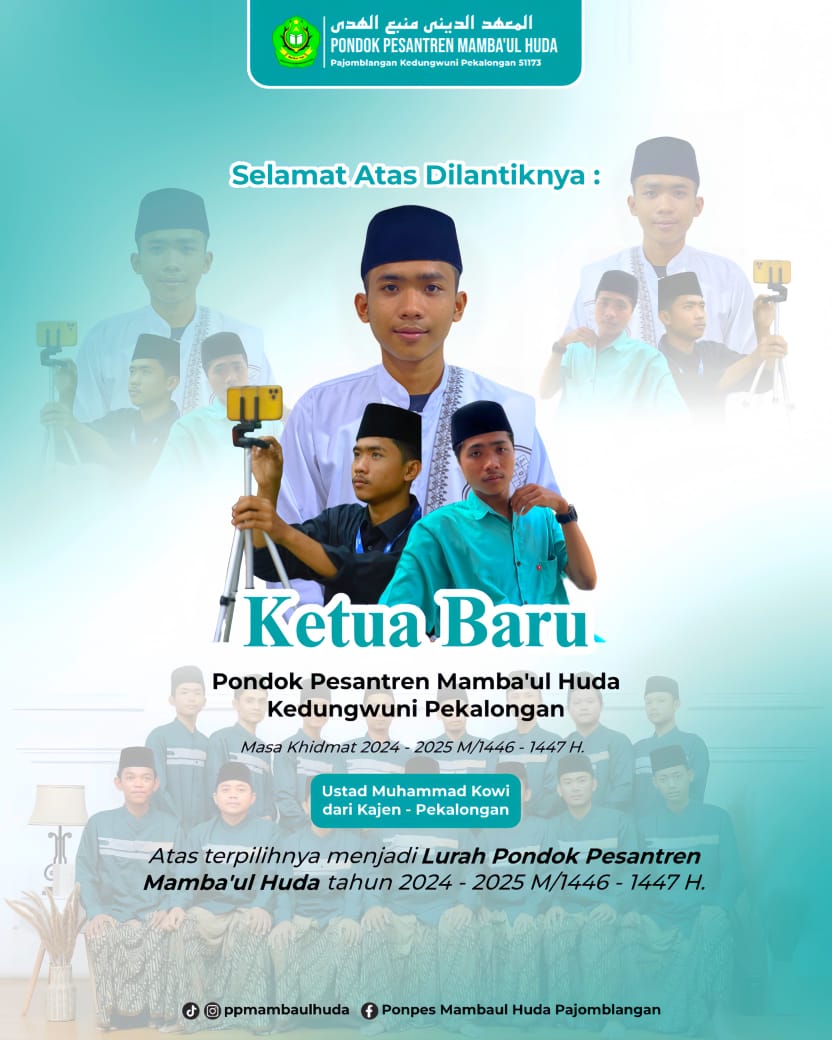 المعهد الديني منبع الهدى
PONDOK PESANTREN MAMBA'UL HUDA
Pajomblangan Kedungwuni Pekalongan 51173
Selamat Atas Dilantiknya :
Ketua Baru
Pondok Pesantren Mamba'ul Huda
Kedungwuni Pekalongan
Masa Khidmat 2024 - 2025 M/1446 - 1447 H.
Ustad Muhammad Kowi
dari Kajen - Pekalongan
Atas terpilihnya menjadi Lurah Pondok Pesantren
Mamba'ul Huda tahun 2024 - 2025 M/1446 - 1447 H.
ppmambaulhuda Ponpes Mambaul Huda Pajomblangan